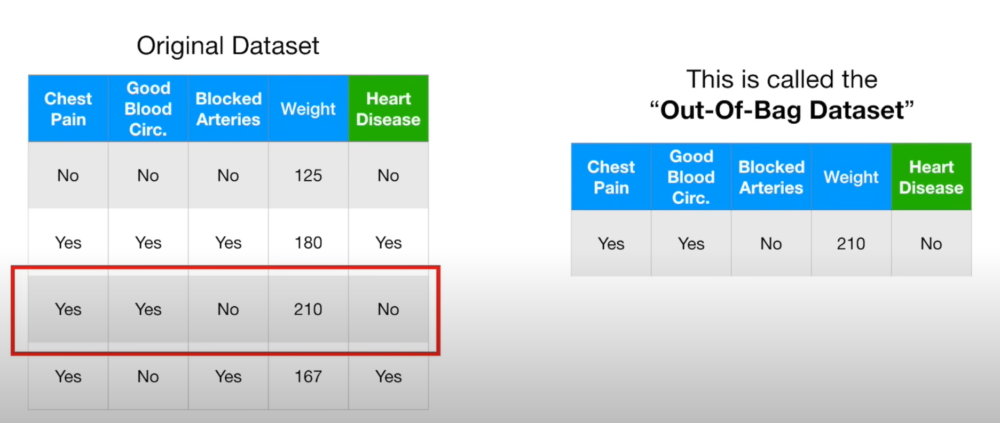 Original Dataset
Chest Pain Good Blood Circ. Blocked Arteries Weight Heart Disease
No No No 125 No
Yes Yes Yes 180 Yes
Yes Yes No 210 No
Yes No Yes 167 Yes
This is called the
“Out-Of-Bag Dataset”
Chest Pain Good Blood Circ. Blocked Arteries Weight Heart Disease
Yes Yes No 210 No